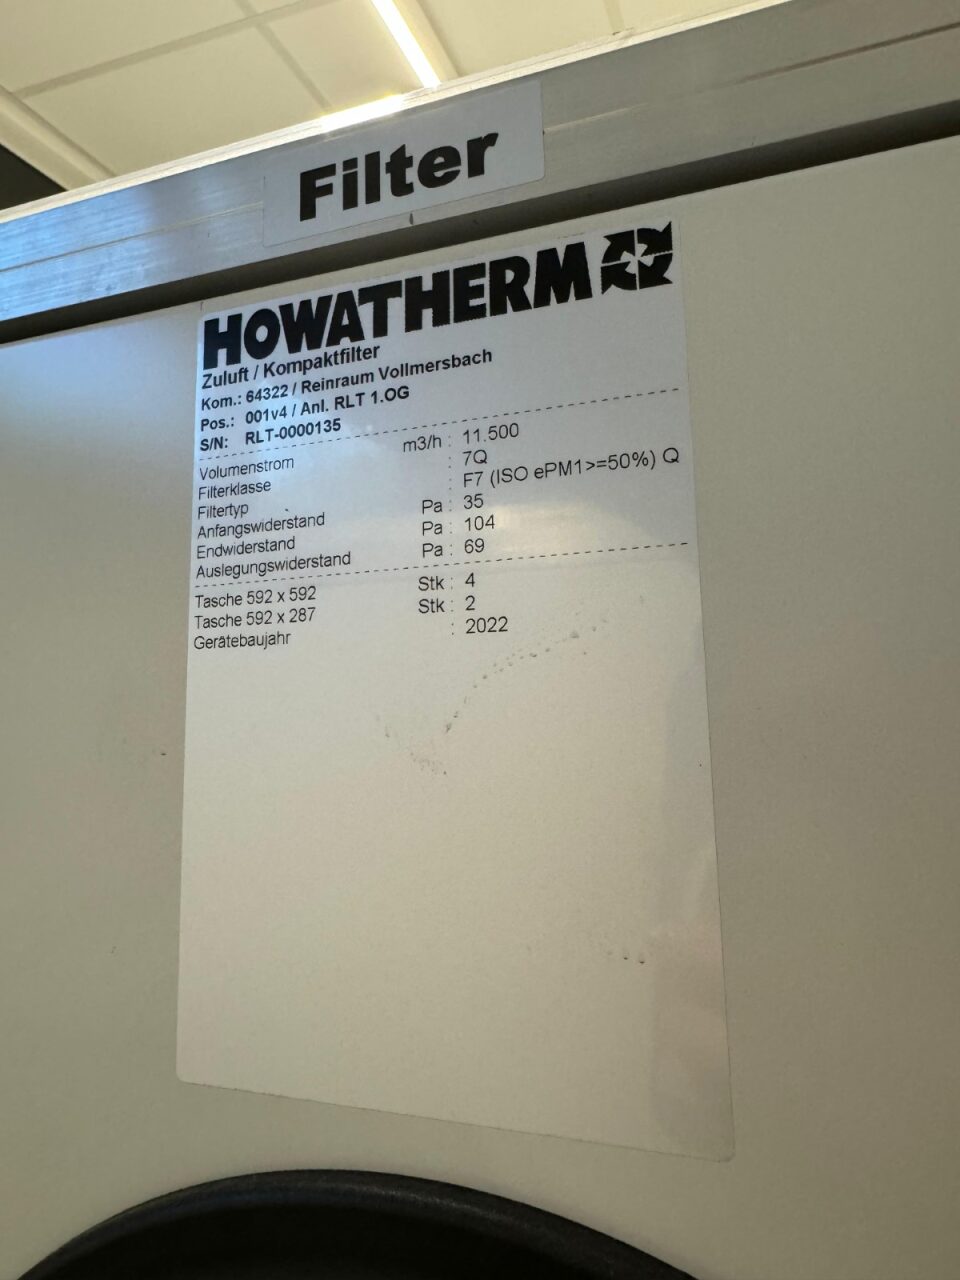 Filter
HOWATHERM
Zuluft / Kompaktfilter
Kom.: 64322 / Reinraum Vollmersbach
Pos.: 001v4 / Anl. RLT 1.OG
S/N: RLT-0000135
Volumenstrom m3/h : 11.500
Filterklasse : 7Q
Filtertyp : F7 (ISO ePM1>=50%) Q
Anfangswiderstand Pa : 35
Endwiderstand Pa : 104
Auslegungswiderstand Pa : 69
Tasche 592 x 592 Stk : 4
Tasche 592 x 287 Stk : 2
Gerätebaujahr : 2022